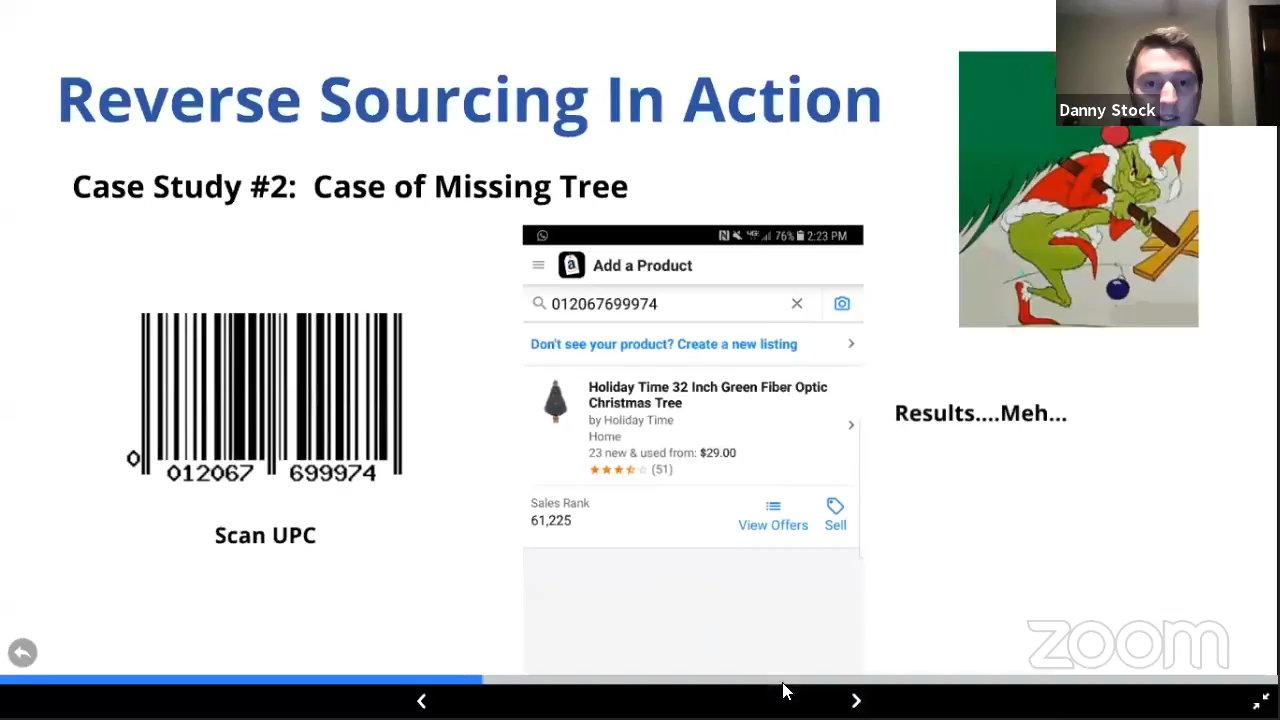 Reverse Sourcing In Action
Danny Stock
Case Study #2: Case of Missing Tree
76% 2:23 PM
Add a Product
012067699974
Don't see your product? Create a new listing
Holiday Time 32 Inch Green Fiber Optic
Christmas Tree
by Holiday Time
Home
23 new & used from: $29.00
(51)
Sales Rank
61,225
View Offers
Sell
0 012067 699974
Scan UPC
Results....Meh...
zoom